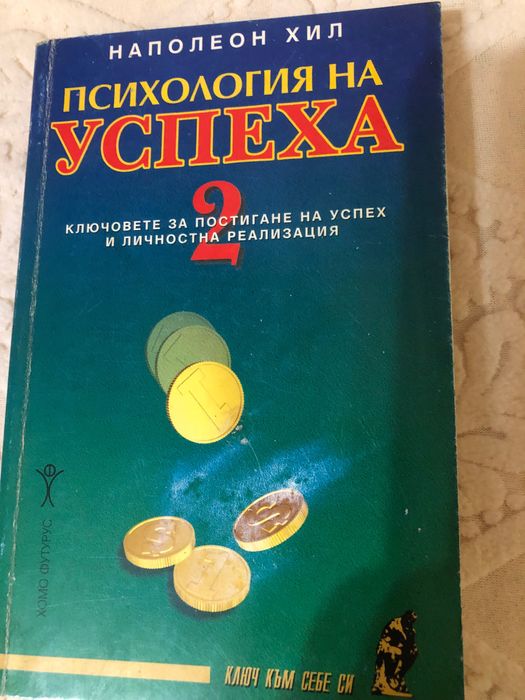 НАПОЛЕОН ХИЛ
ПСИХОЛОГИЯ НА
УСПЕХА
2
КЛЮЧОВЕТЕ ЗА ПОСТИГАНЕ НА УСПЕХ
И ЛИЧНОСТНА РЕАЛИЗАЦИЯ
ХОМО ФУТУРУС
КЛЮЧ КЪМ СЕБЕ СИ